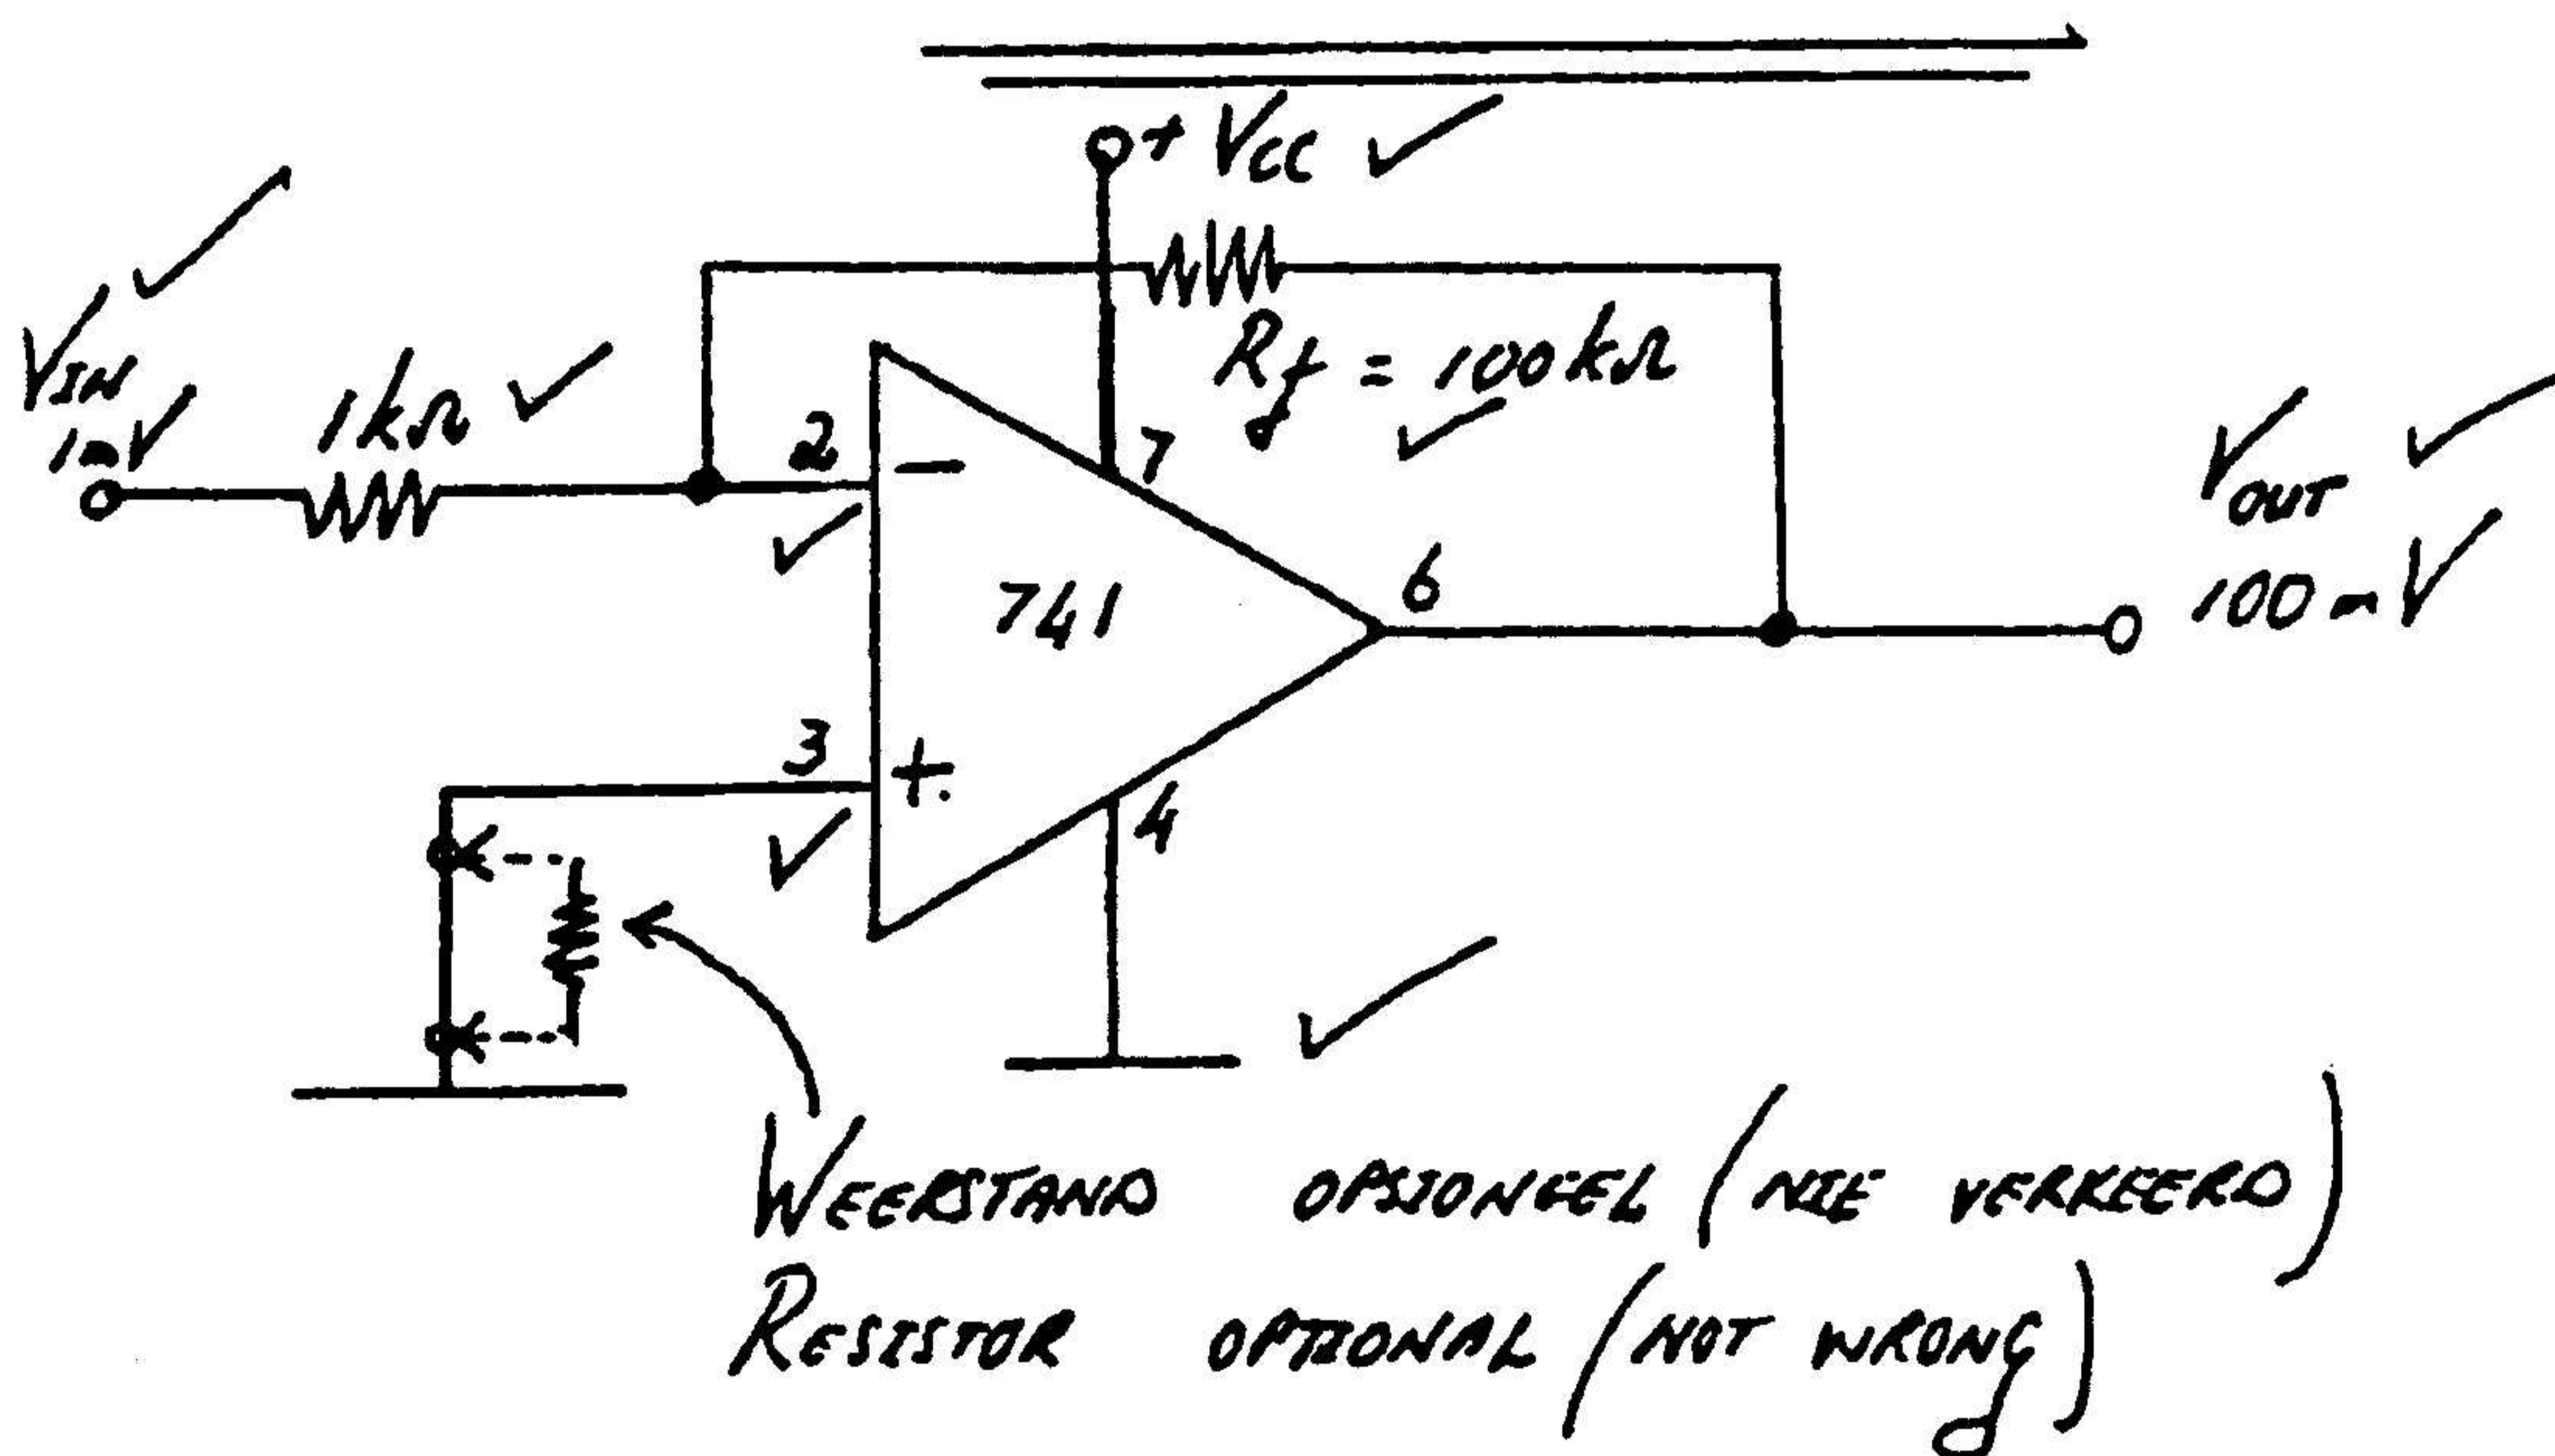 + VCC
VIN
1mV
1kΩ
Rf = 100kΩ
2
−
7
741
6
VOUT
100mV
3
+
4
WEERSTAND OPSIONEEL (NIE VERKEERD)
RESISTOR OPTIONAL (NOT WRONG)